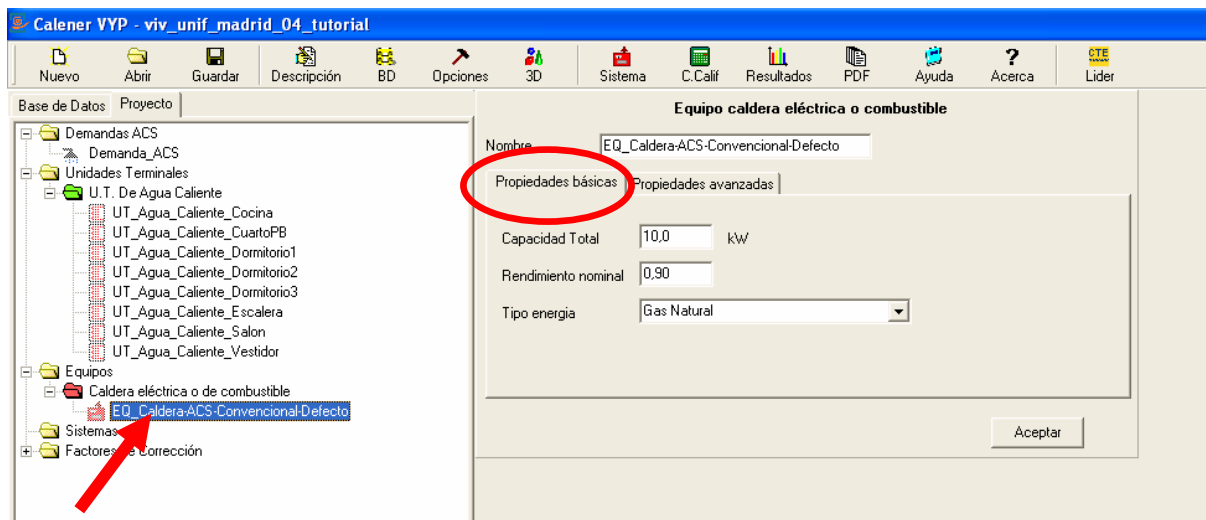 Calener VYP - viv_unif_madrid_04_tutorial
Nuevo Abrir Guardar Descripción BD Opciones 3D Sistema C.Calif Resultados PDF Ayuda ? Acerca CTE Lider
Base de Datos Proyecto
Demandas ACS
Demanda_ACS
Unidades Terminales
U.T. De Agua Caliente
UT_Agua_Caliente_Cocina
UT_Agua_Caliente_CuartoPB
UT_Agua_Caliente_Dormitorio1
UT_Agua_Caliente_Dormitorio2
UT_Agua_Caliente_Dormitorio3
UT_Agua_Caliente_Escalera
UT_Agua_Caliente_Salon
UT_Agua_Caliente_Vestidor
Equipos
Caldera eléctrica o de combustible
EQ_Caldera-ACS-Convencional-Defecto
Sistemas
Factores de Corrección
Equipo caldera eléctrica o combustible
Nombre EQ_Caldera-ACS-Convencional-Defecto
Propiedades básicas Propiedades avanzadas
Capacidad Total 10,0 kW
Rendimiento nominal 0,90
Tipo energia Gas Natural
Aceptar